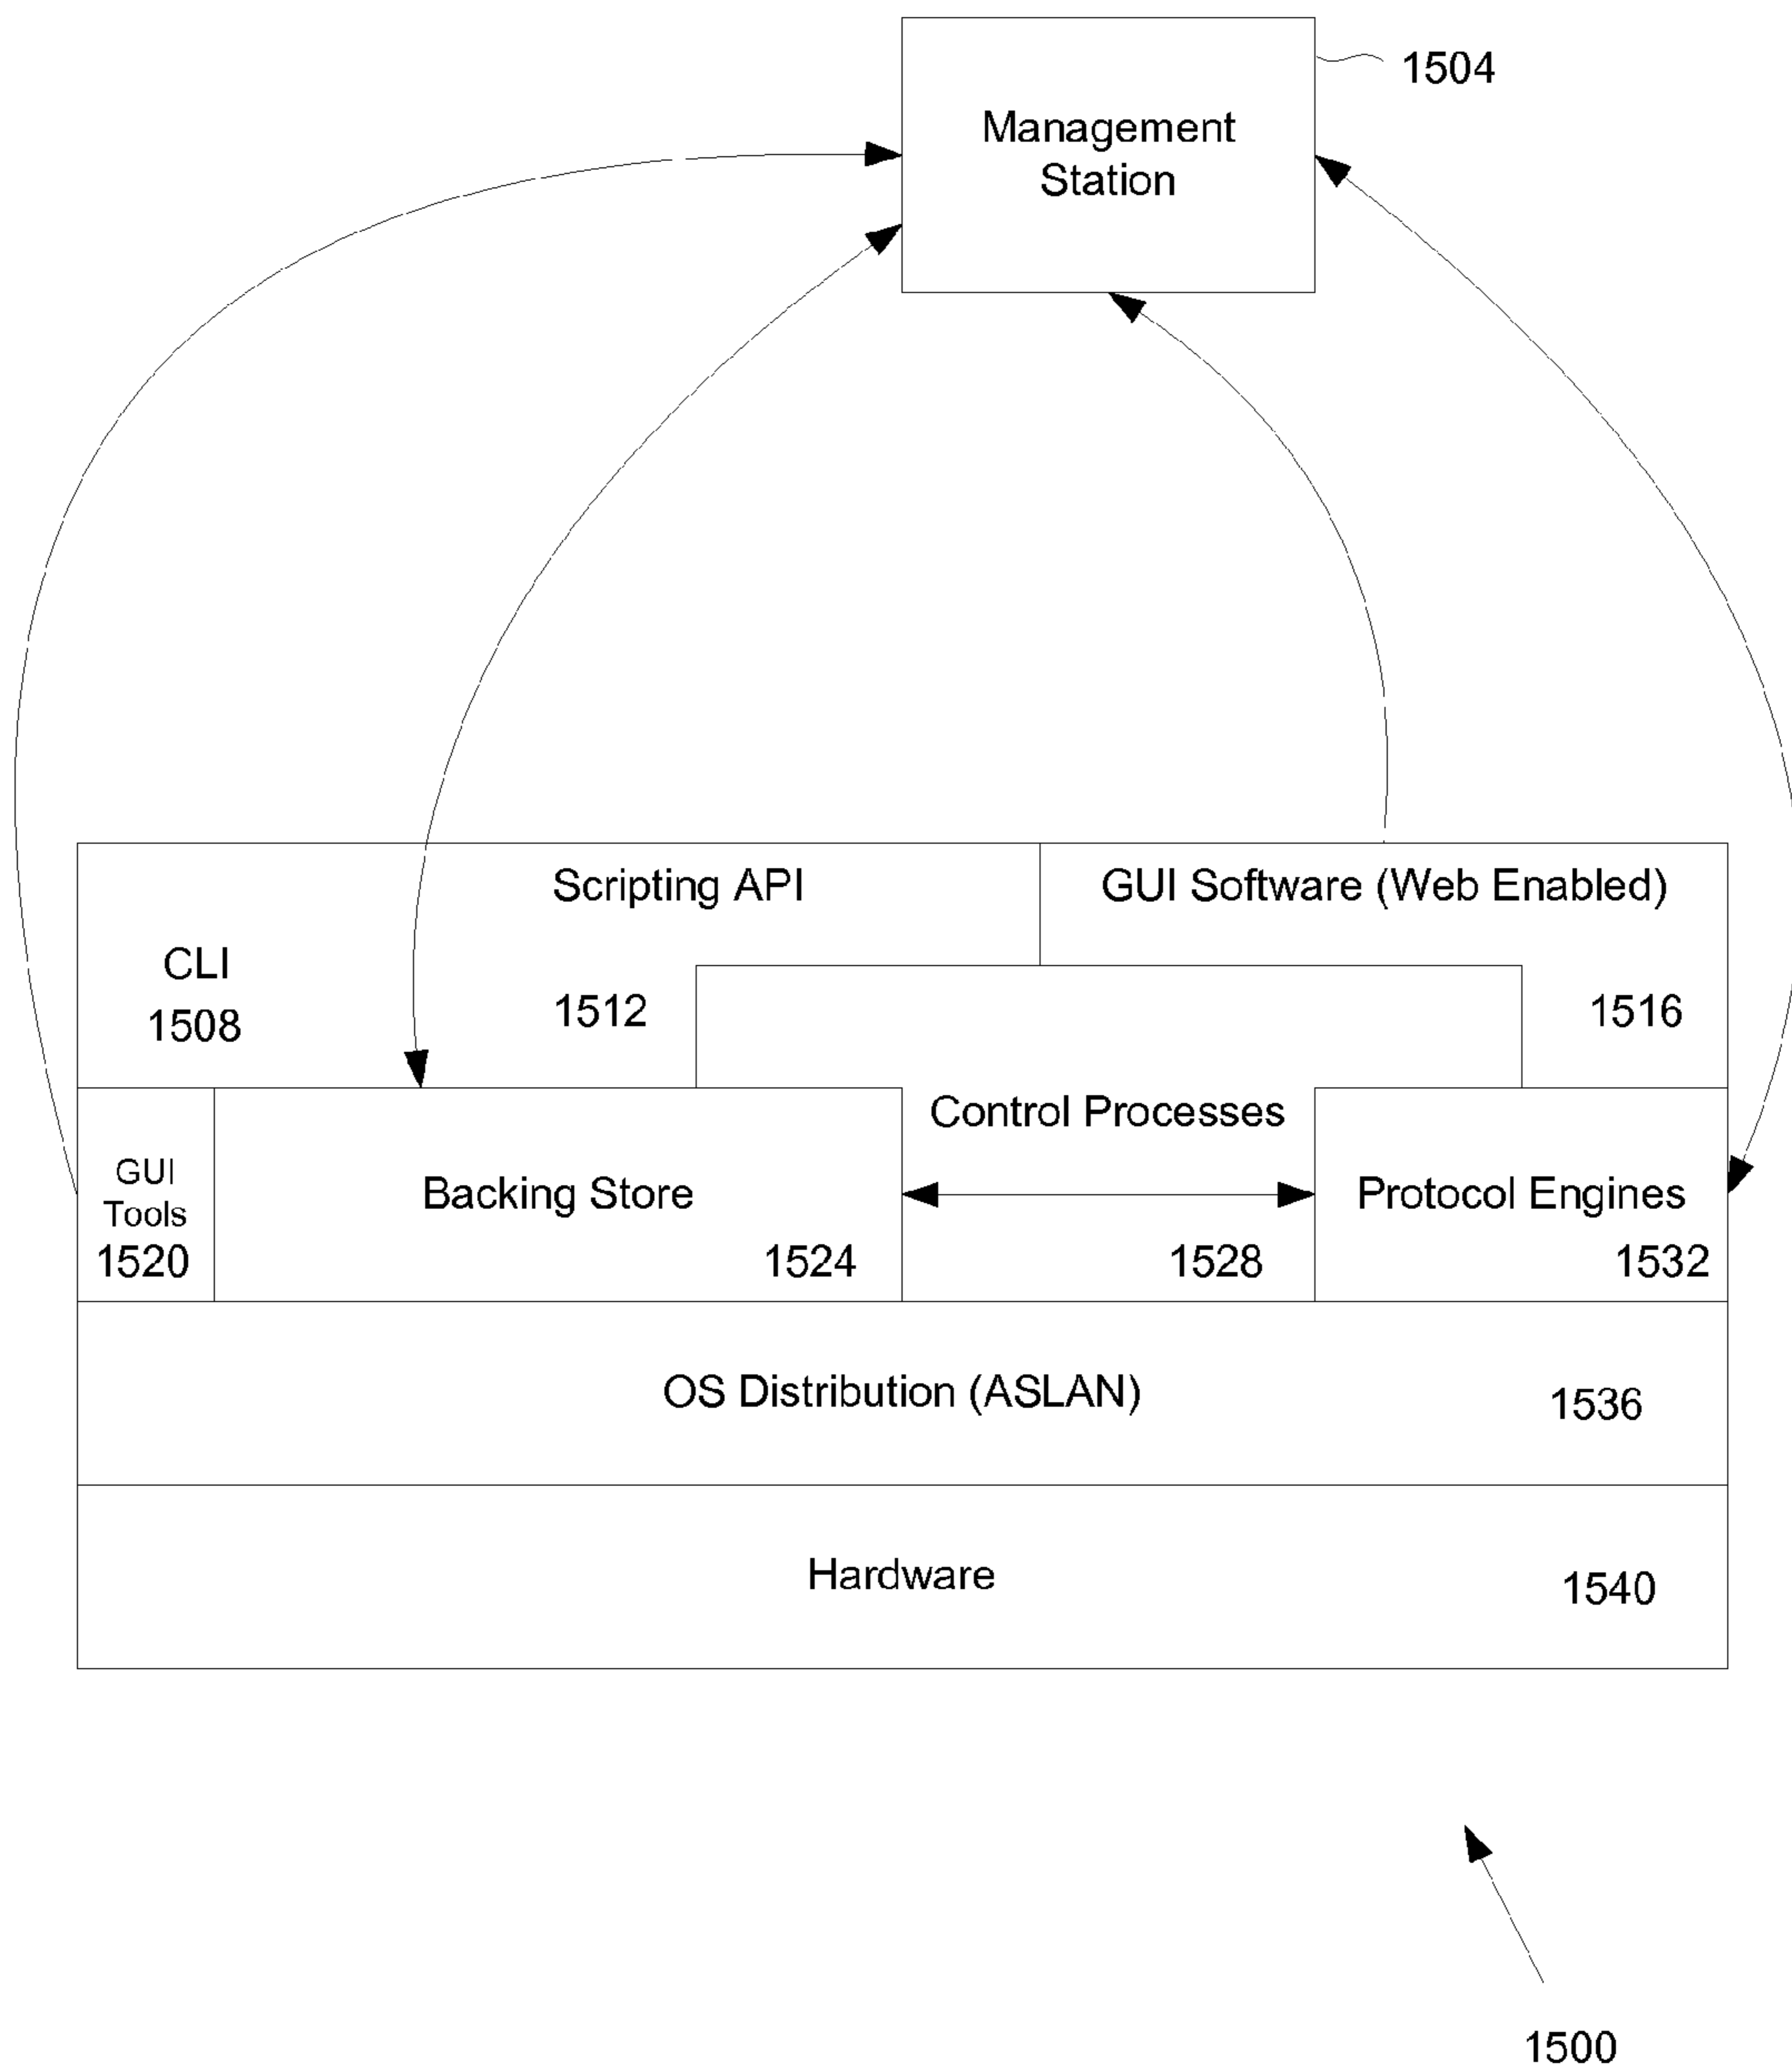 1504
Management
Station
Scripting API
GUI Software (Web Enabled)
CLI
1508
1512
1516
Control Processes
GUI
Tools
1520
Backing Store
1524
1528
Protocol Engines
1532
OS Distribution (ASLAN)
1536
Hardware
1540
1500